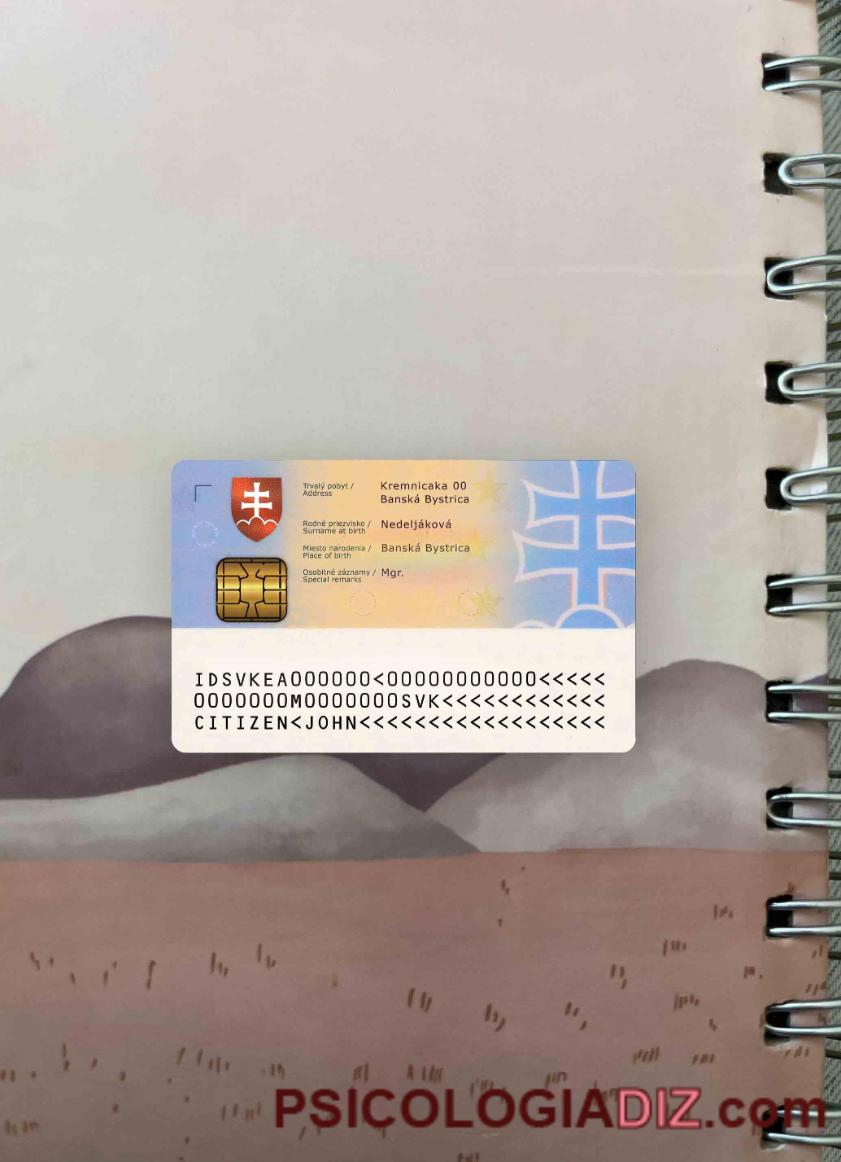 Trvalý pobyt /
Address
Kremnicaka 00
Banská Bystrica
Rodné priezvisko /
Surname at birth
Nedeljáková
Miesto narodenia /
Place of birth
Banská Bystrica
Osobitné záznamy /
Special remarks
Mgr.
IDSVKEA000000<00000000000<<<<<
0000000M0000000SVK<<<<<<<<<<<<
CITIZEN<JOHN<<<<<<<<<<<<<<<<<<
PSICOLOGIADIZ.com